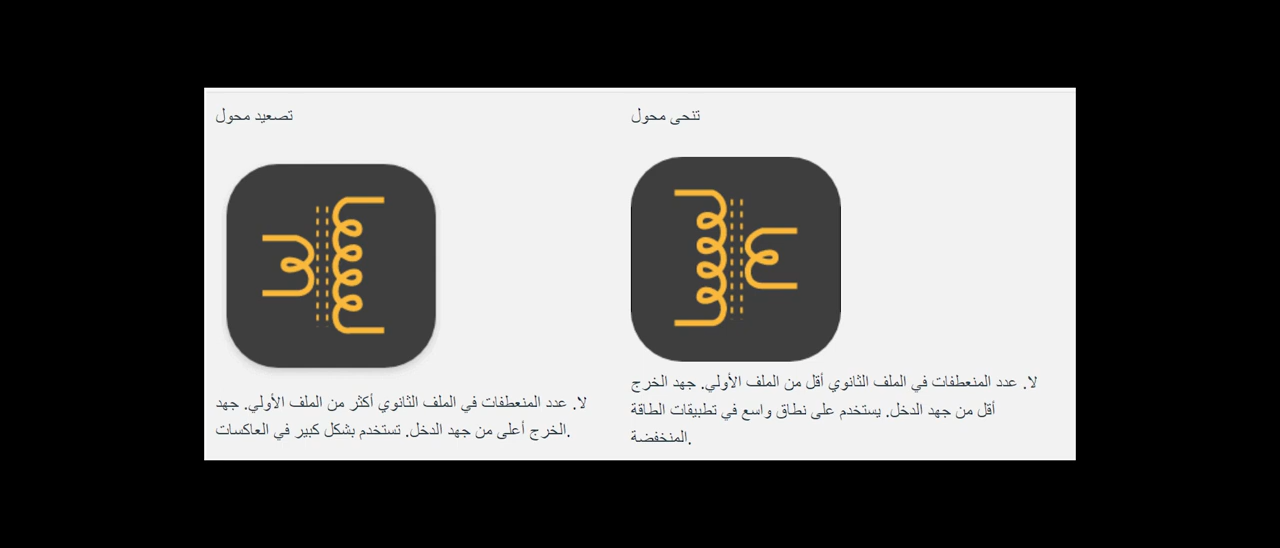 تصعيد محول
لا. عدد المنعطفات في الملف الثانوي أكثر من الملف الأولي. جهد
الخرج أعلى من جهد الدخل. تستخدم بشكل كبير في العاكسات.
تنحى محول
لا. عدد المنعطفات في الملف الثانوي أقل من الملف الأولي. جهد الخرج
أقل من جهد الدخل. يستخدم على نطاق واسع في تطبيقات الطاقة
المنخفضة.